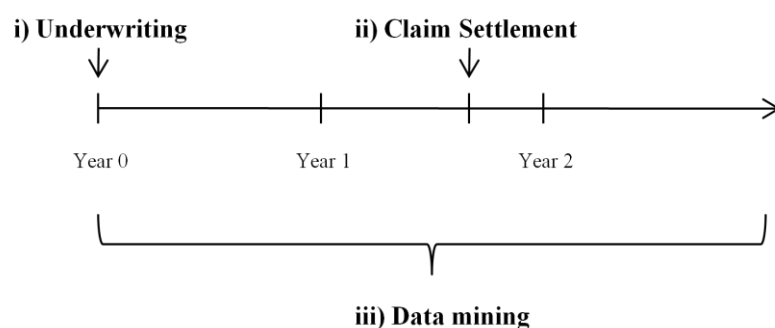 i) Underwriting ii) Claim Settlement
Year 0 Year 1 Year 2
iii) Data mining